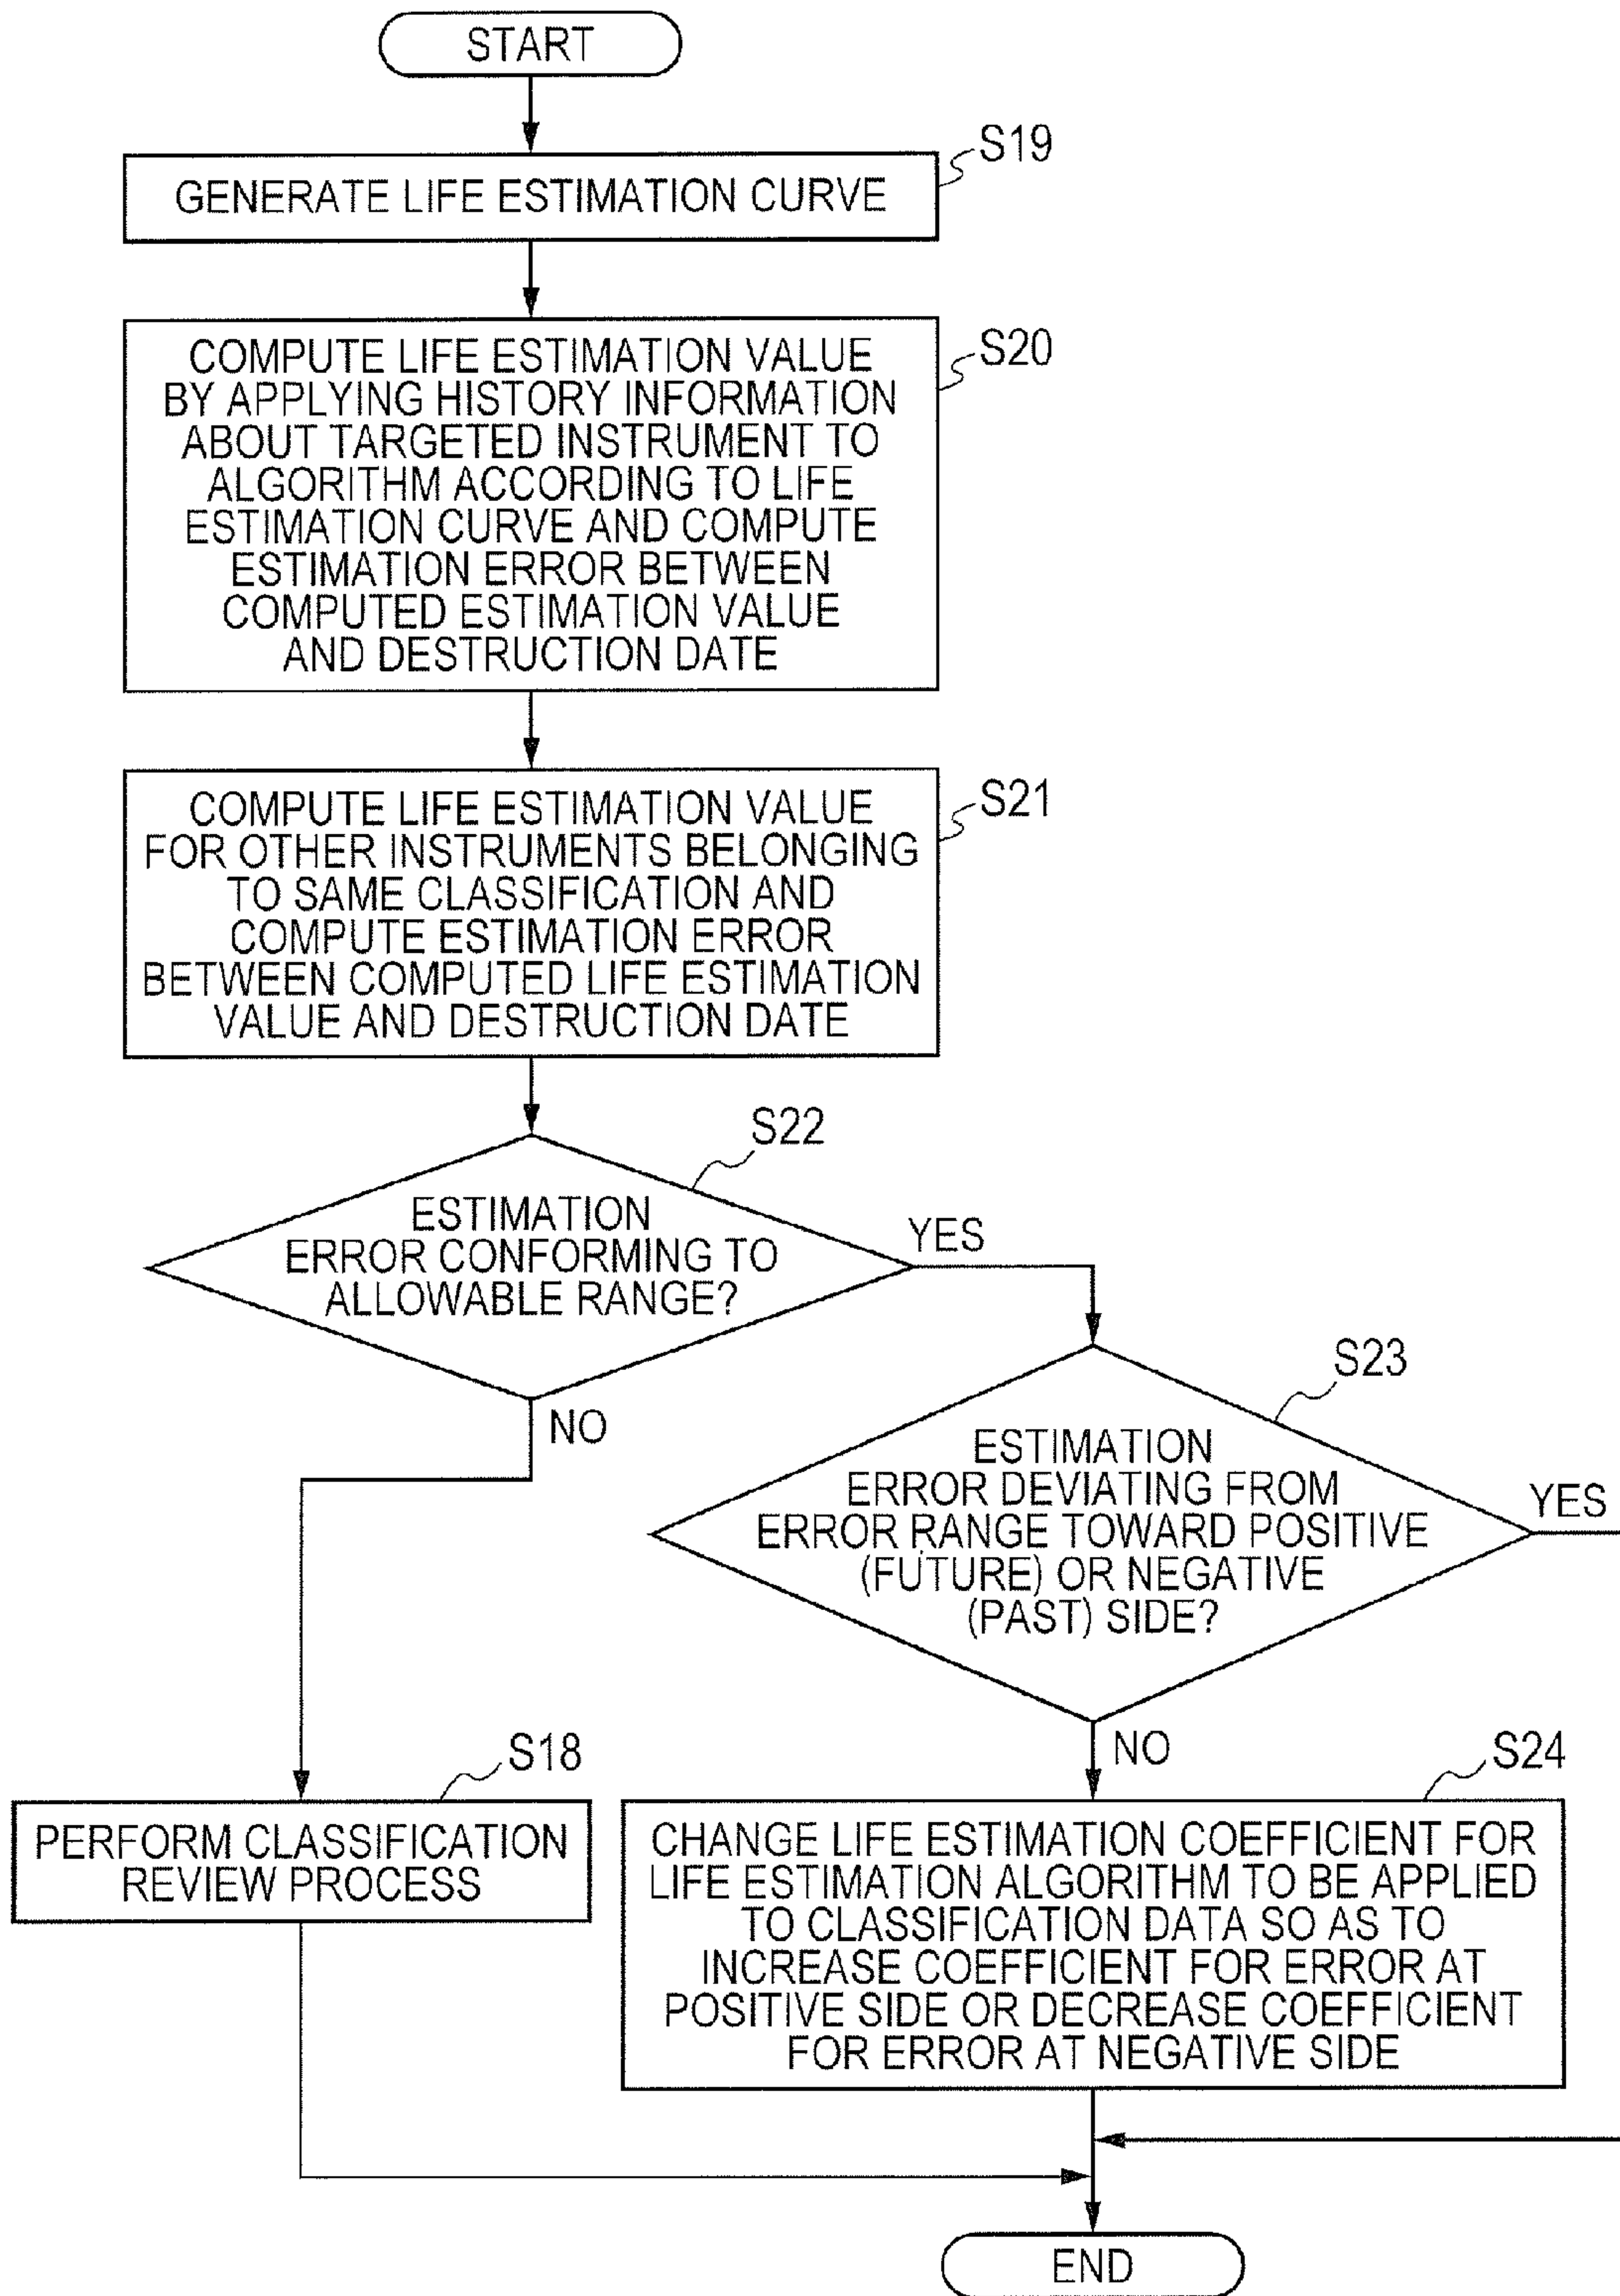 START
S19
GENERATE LIFE ESTIMATION CURVE
S20
COMPUTE LIFE ESTIMATION VALUE
BY APPLYING HISTORY INFORMATION
ABOUT TARGETED INSTRUMENT TO
ALGORITHM ACCORDING TO LIFE
ESTIMATION CURVE AND COMPUTE
ESTIMATION ERROR BETWEEN
COMPUTED ESTIMATION VALUE
AND DESTRUCTION DATE
S21
COMPUTE LIFE ESTIMATION VALUE
FOR OTHER INSTRUMENTS BELONGING
TO SAME CLASSIFICATION AND
COMPUTE ESTIMATION ERROR
BETWEEN COMPUTED LIFE ESTIMATION
VALUE AND DESTRUCTION DATE
S22
ESTIMATION
ERROR CONFORMING TO
ALLOWABLE RANGE?
YES
NO
S23
ESTIMATION
ERROR DEVIATING FROM
ERROR RANGE TOWARD POSITIVE
(FUTURE) OR NEGATIVE
(PAST) SIDE?
YES
NO
S18
PERFORM CLASSIFICATION
REVIEW PROCESS
S24
CHANGE LIFE ESTIMATION COEFFICIENT FOR
LIFE ESTIMATION ALGORITHM TO BE APPLIED
TO CLASSIFICATION DATA SO AS TO
INCREASE COEFFICIENT FOR ERROR AT
POSITIVE SIDE OR DECREASE COEFFICIENT
FOR ERROR AT NEGATIVE SIDE
END